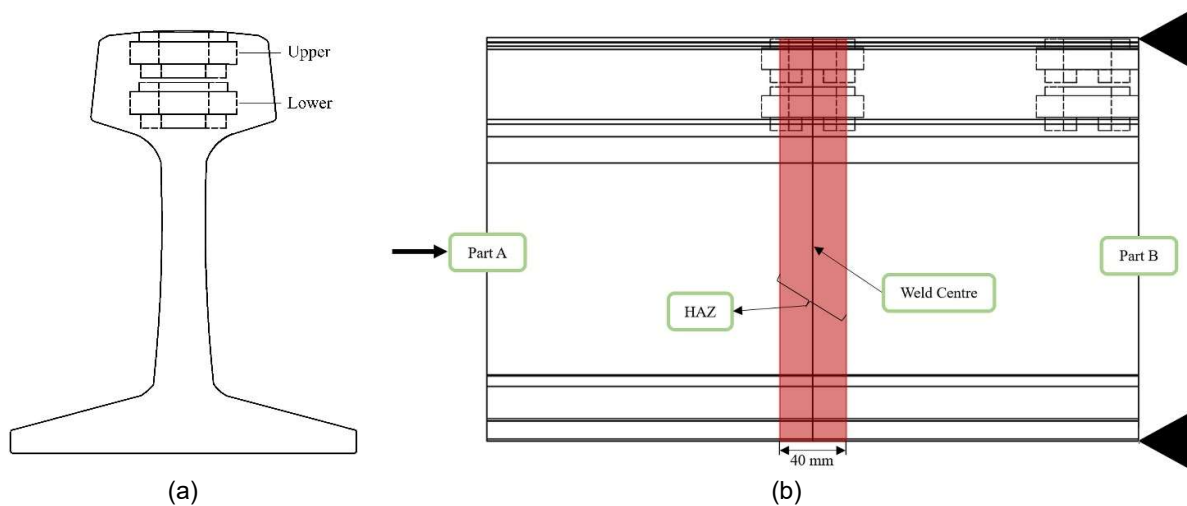 Upper
Lower
Part A
Part B
Weld Centre
HAZ
40 mm
(a)
(b)